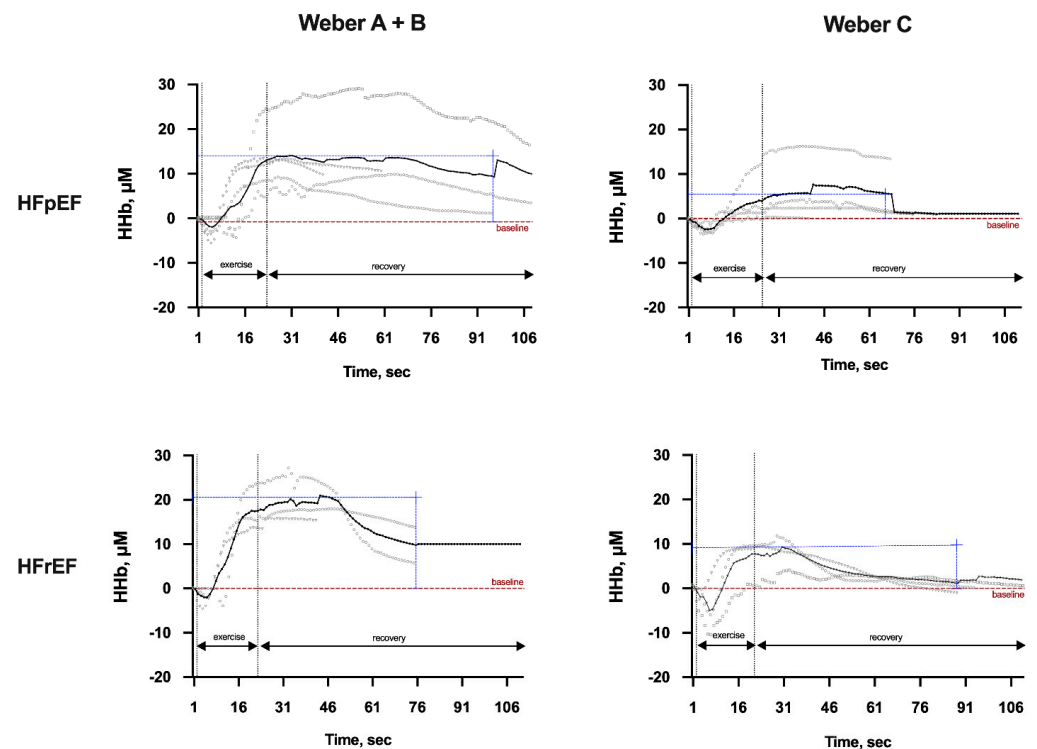 Weber A + B
Weber C
HFpEF
HHb, µM
30
20
10
0
-10
-20
baseline
exercise
recovery
1 16 31 46 61 76 91 106
Time, sec
HHb, µM
30
20
10
0
-10
-20
baseline
exercise
recovery
1 16 31 46 61 76 91 106
Time, sec
HFrEF
HHb, µM
30
20
10
0
-10
-20
baseline
exercise
recovery
1 16 31 46 61 76 91 106
Time, sec
HHb, µM
30
20
10
0
-10
-20
baseline
exercise
recovery
1 16 31 46 61 76 91 106
Time, sec